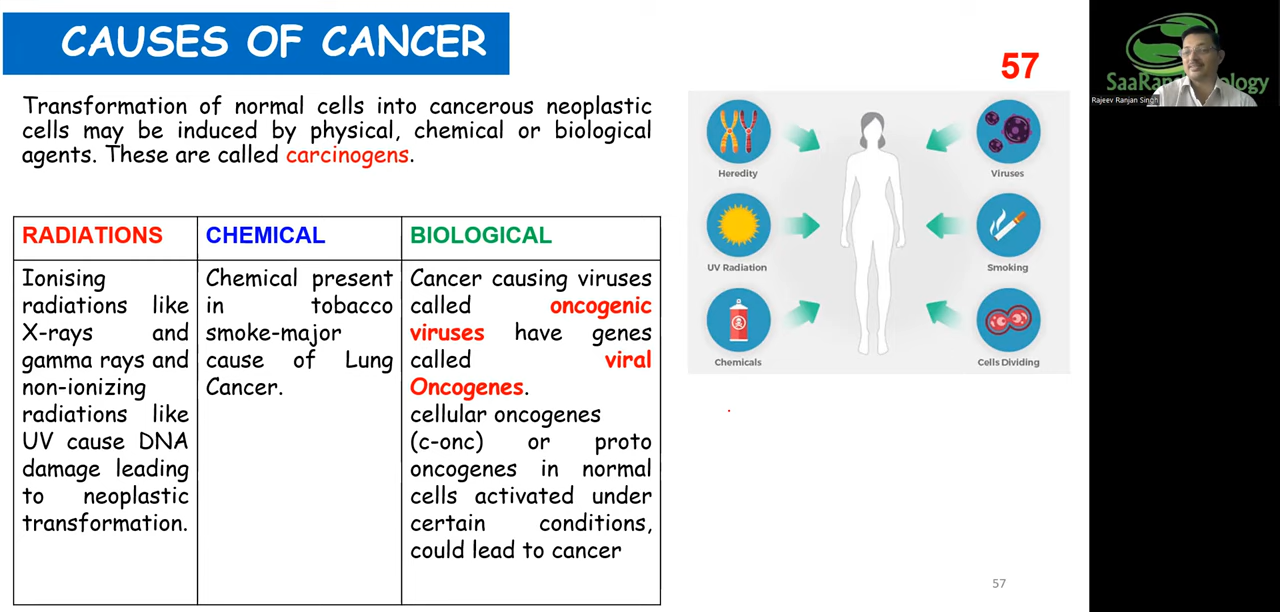 CAUSES OF CANCER
57
Transformation of normal cells into cancerous neoplastic
cells may be induced by physical, chemical or biological
agents. These are called carcinogens.
RADIATIONS
Ionising
radiations like
X-rays and
gamma rays and
non-ionizing
radiations like
UV cause DNA
damage leading
to neoplastic
transformation.
CHEMICAL
Chemical present
in tobacco
smoke-major
cause of Lung
Cancer.
BIOLOGICAL
Cancer causing viruses
called oncogenic
viruses have genes
called viral
Oncogenes.
cellular oncogenes
(c-onc) or proto
oncogenes in normal
cells activated under
certain conditions,
could lead to cancer
Heredity
Viruses
UV Radiation
Smoking
Chemicals
Cells Dividing
57
Rajeev Ranjan Singh